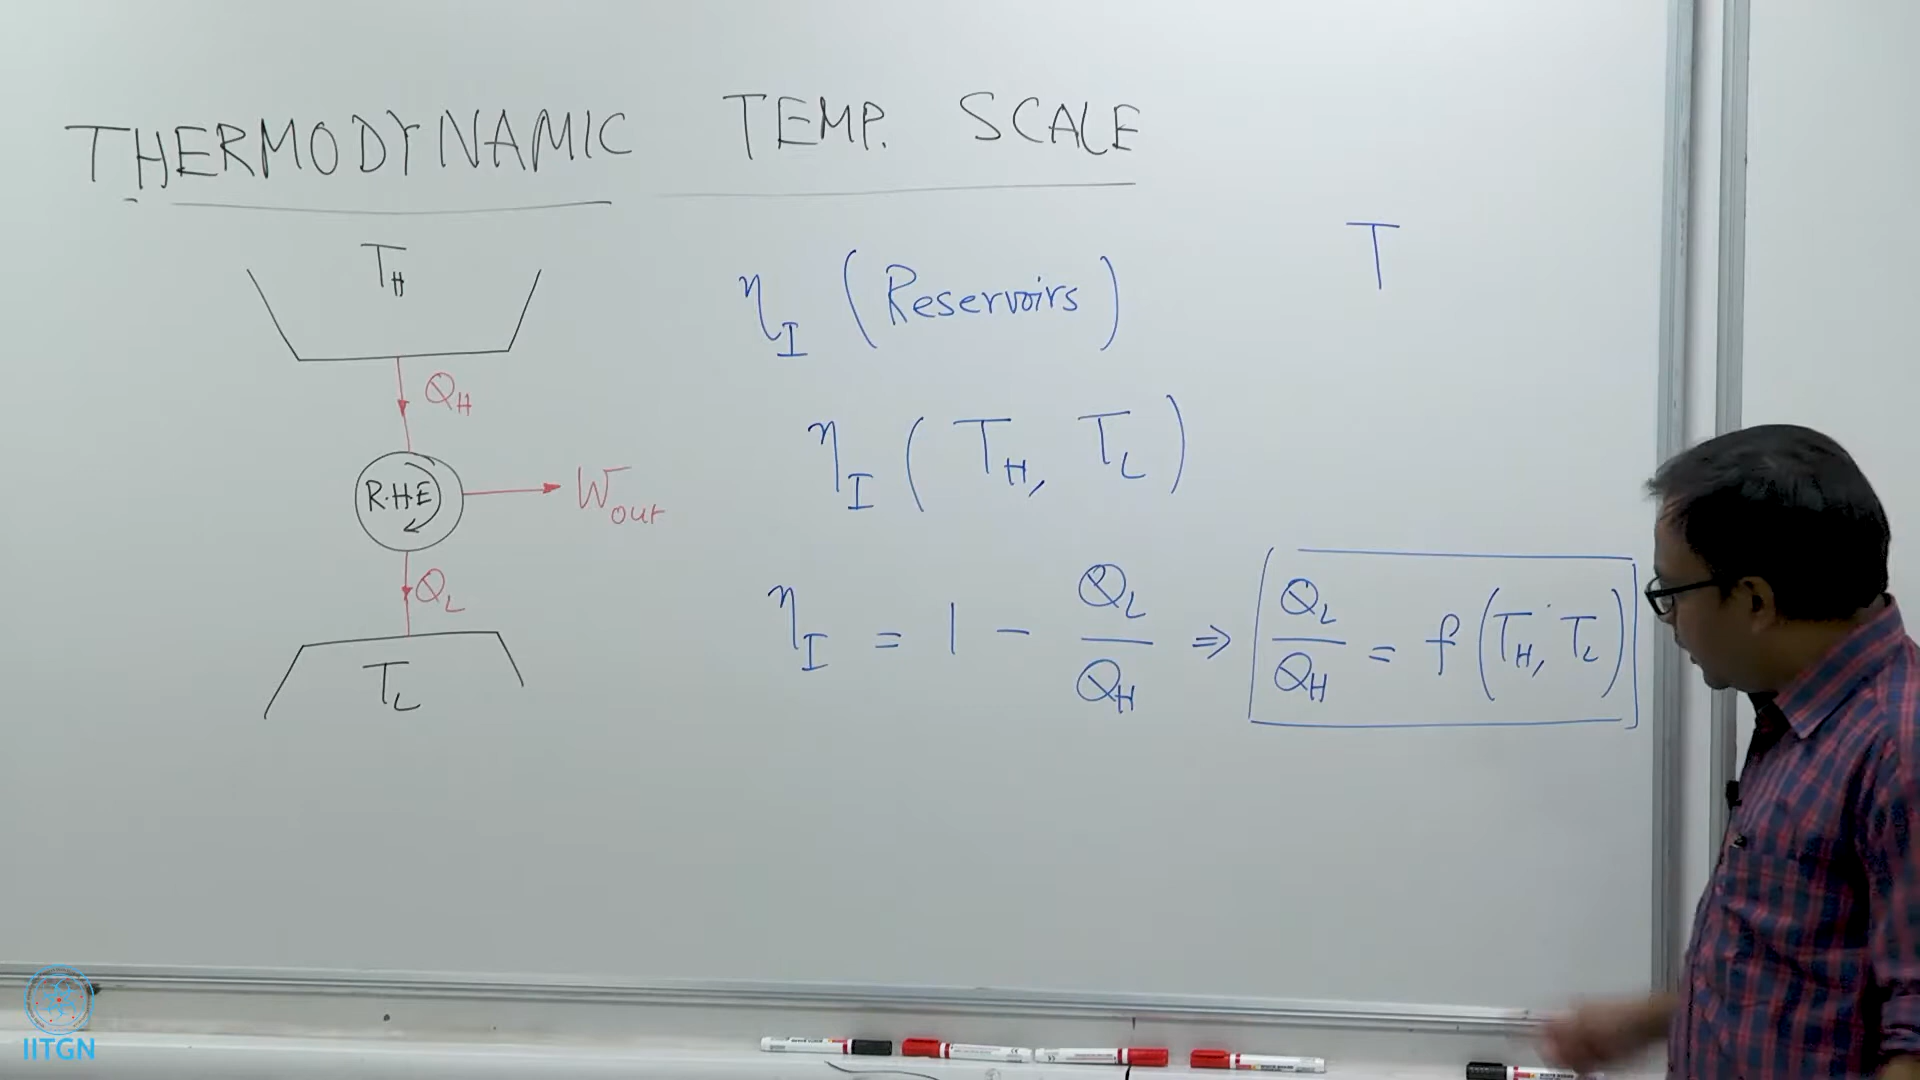 THERMODYNAMIC TEMP. SCALE
T_H
Q_H
R.H.E
W_out
Q_L
T_L
η_I (Reservoirs)
T
η_I (T_H, T_L)
η_I = 1 - Q_L/Q_H ⇒ Q_L/Q_H = f(T_H, T_L)
IITGN